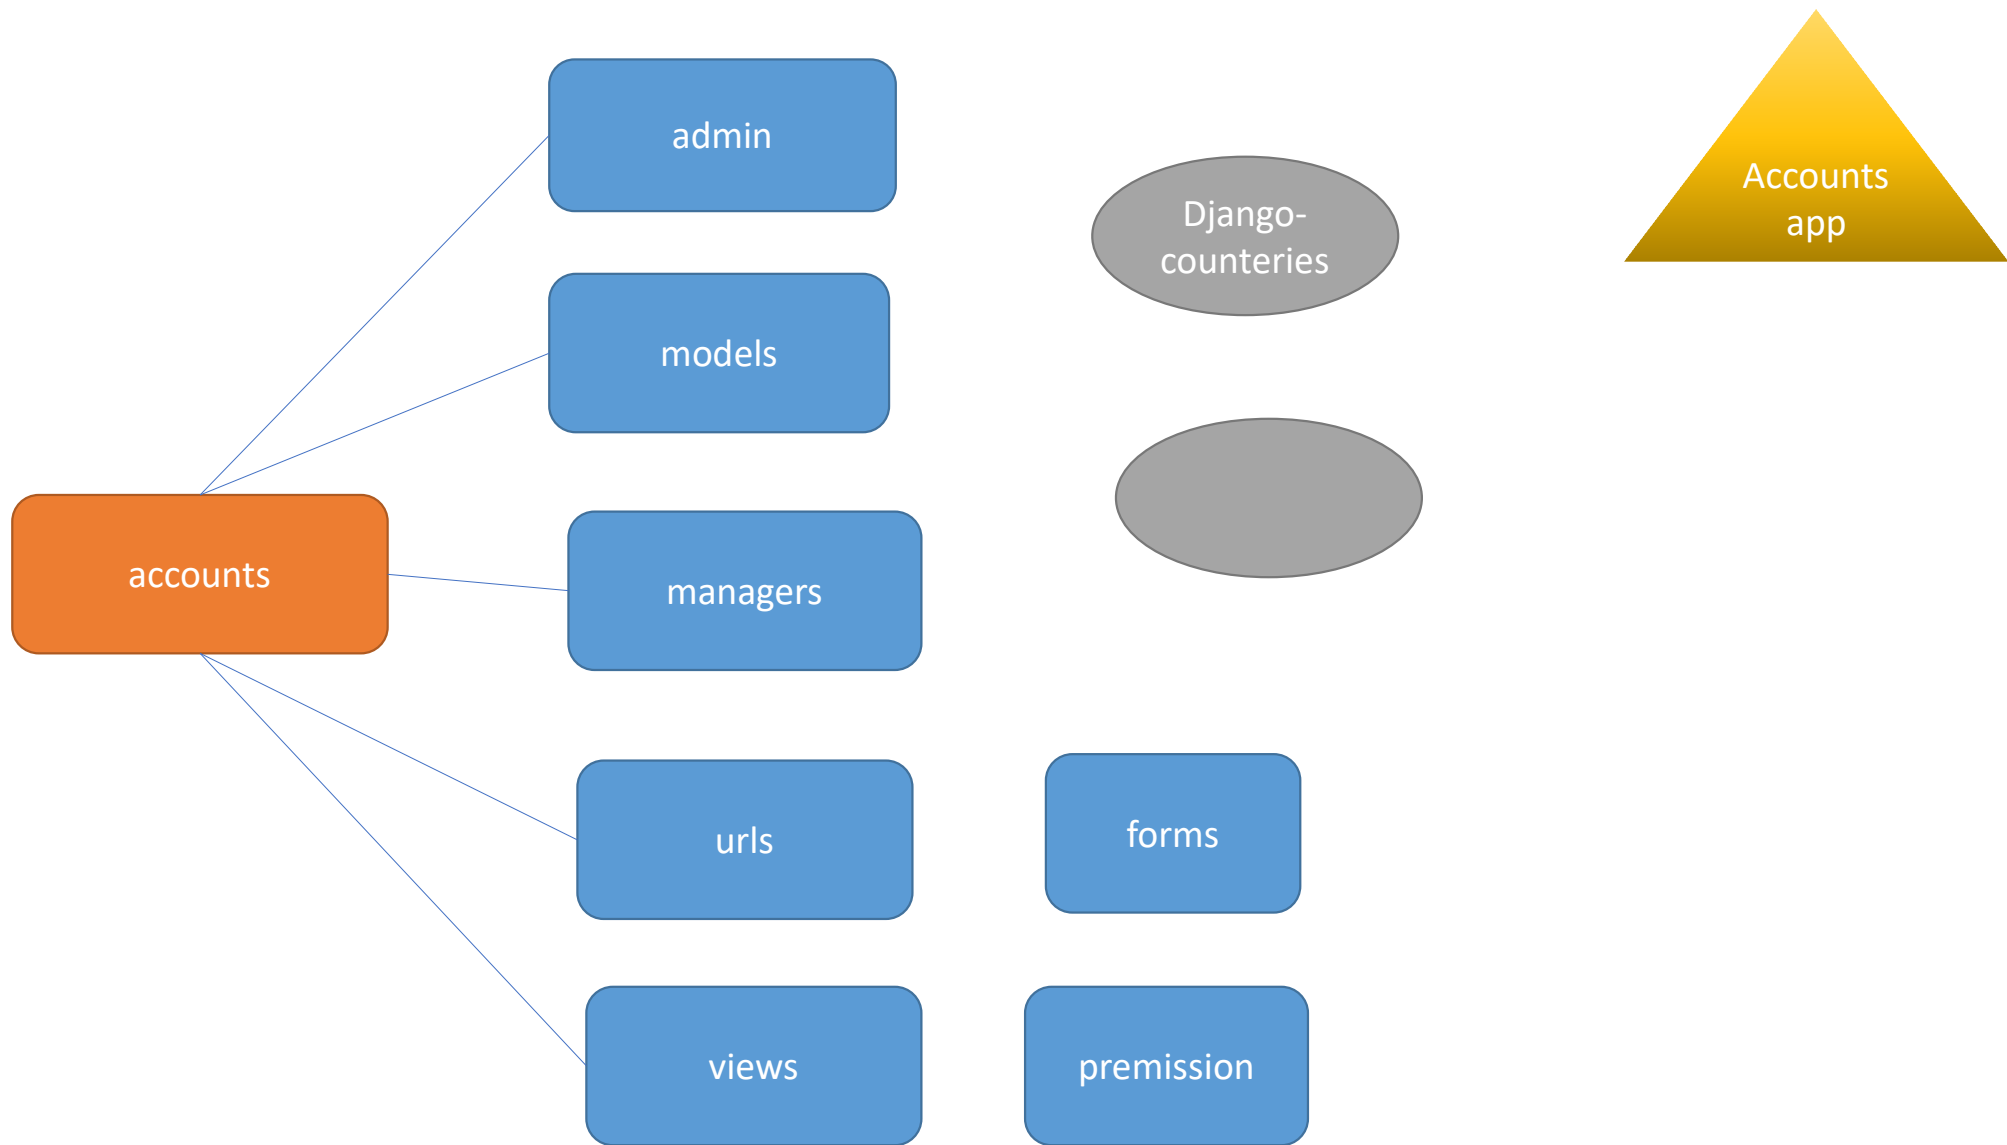 admin
Django-
counteries
Accounts
app
models
accounts
managers
urls
forms
views
premission